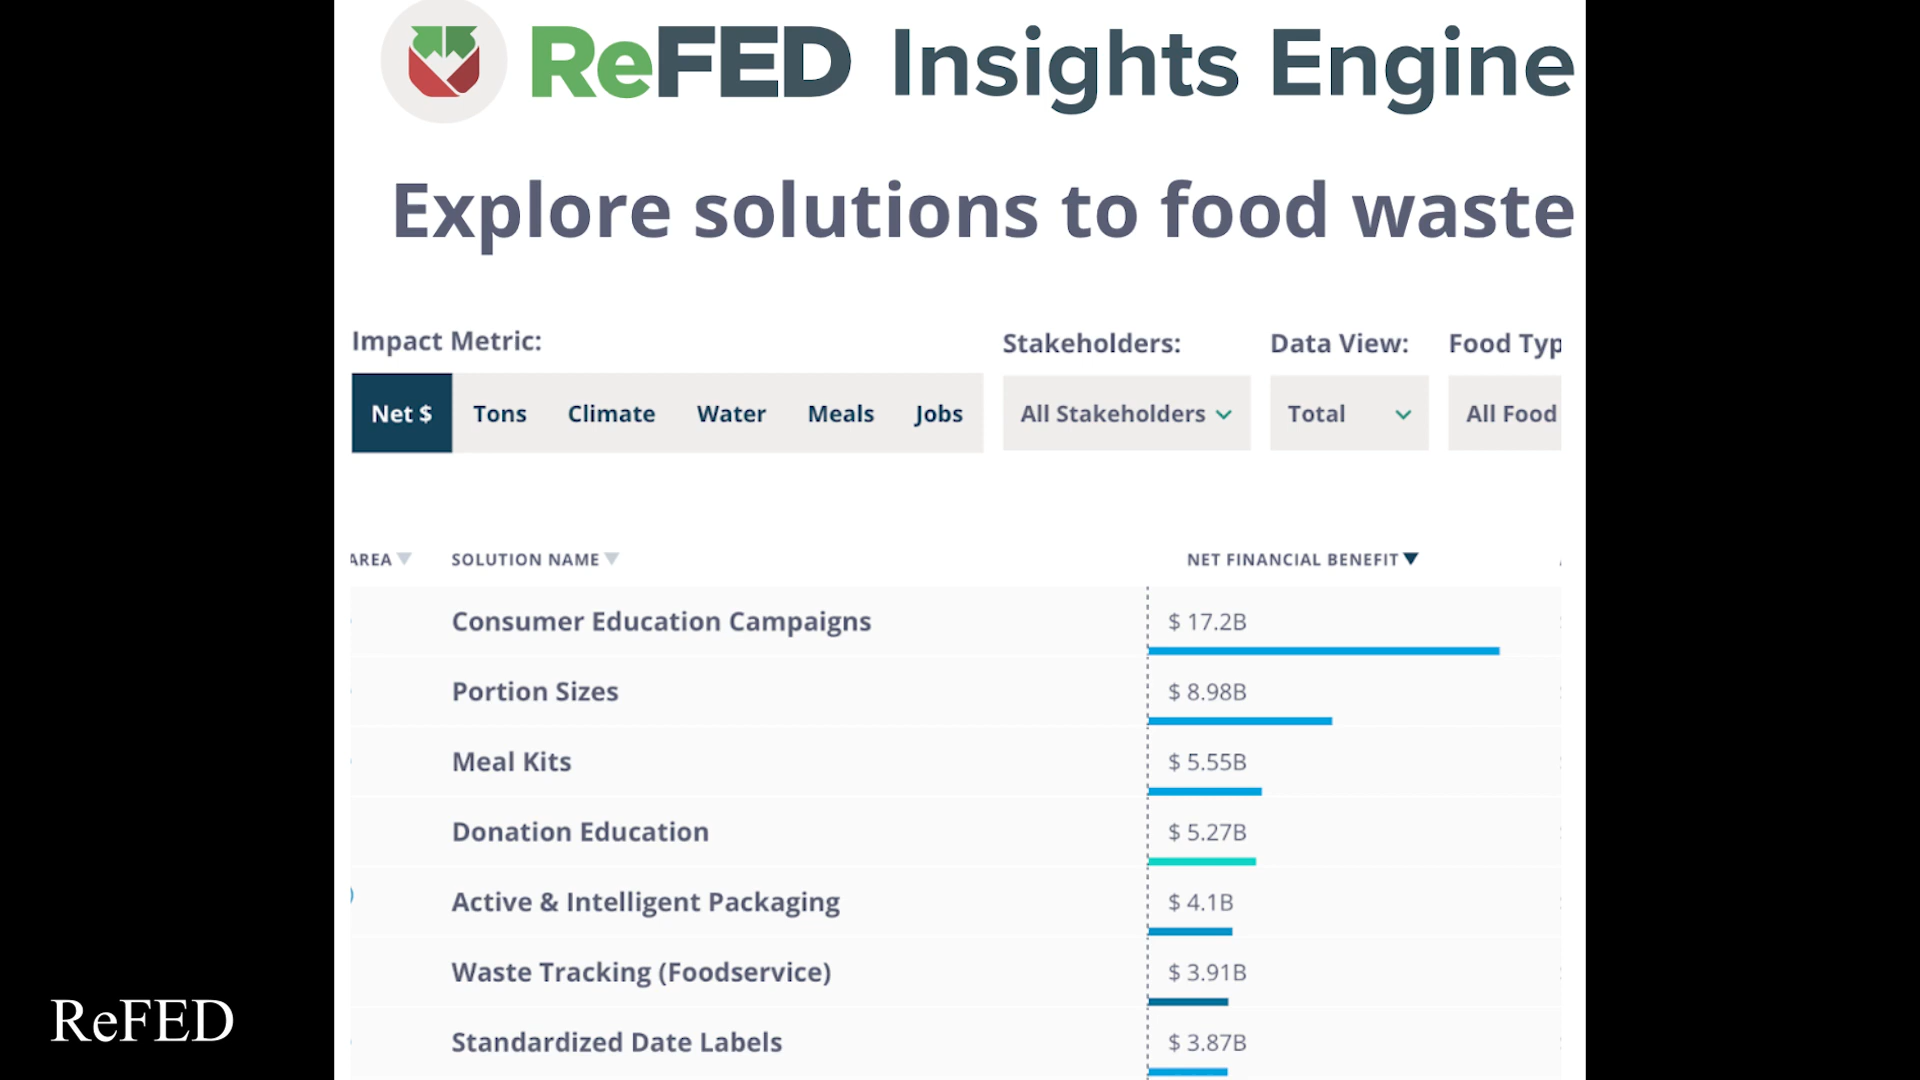 ReFED Insights Engine
Explore solutions to food waste
Impact Metric:
Stakeholders:
Data View:
Food Typ
Net $
Tons
Climate
Water
Meals
Jobs
All Stakeholders
Total
All Food
AREA
SOLUTION NAME
NET FINANCIAL BENEFIT
Consumer Education Campaigns
$ 17.2B
Portion Sizes
$ 8.98B
Meal Kits
$ 5.55B
Donation Education
$ 5.27B
Active & Intelligent Packaging
$ 4.1B
Waste Tracking (Foodservice)
$ 3.91B
Standardized Date Labels
$ 3.87B
ReFED